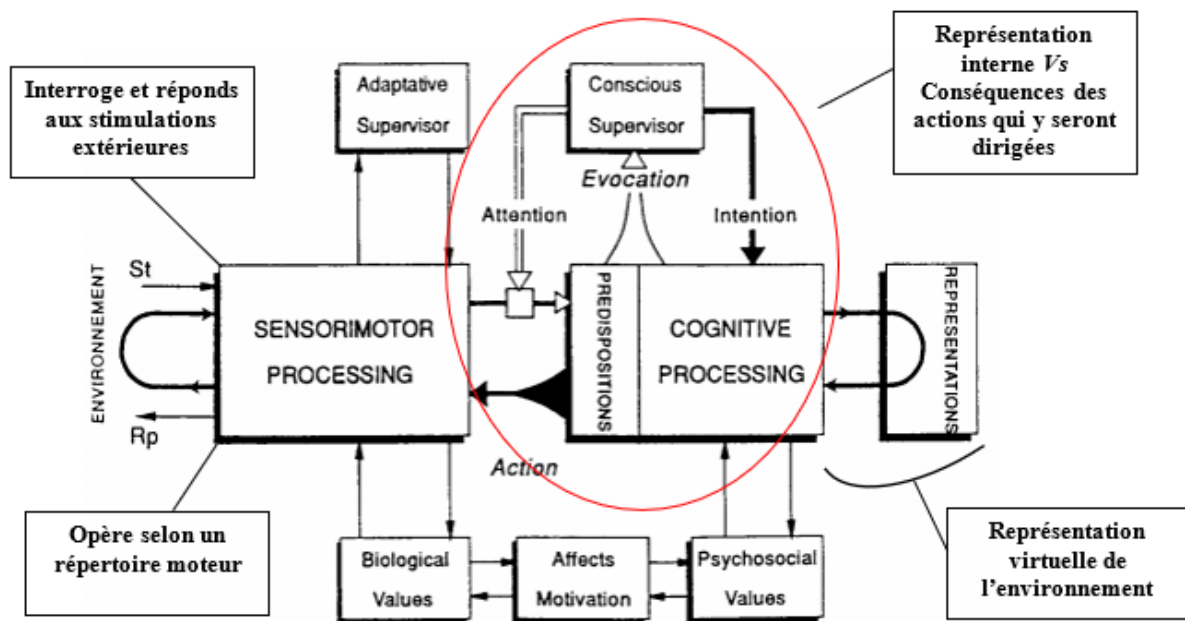 Interroge et réponds
aux stimulations
extérieures
Adaptative
Supervisor
Conscious
Supervisor
Représentation
interne Vs
Conséquences des
actions qui y seront
dirigées
Evocation
Attention
Intention
ENVIRONNEMENT
St
Rp
SENSORIMOTOR
PROCESSING
PREDISPOSITIONS
COGNITIVE
PROCESSING
REPRESENTATIONS
Action
Opère selon un
répertoire moteur
Biological
Values
Affects
Motivation
Psychosocial
Values
Représentation
virtuelle de
l’environnement